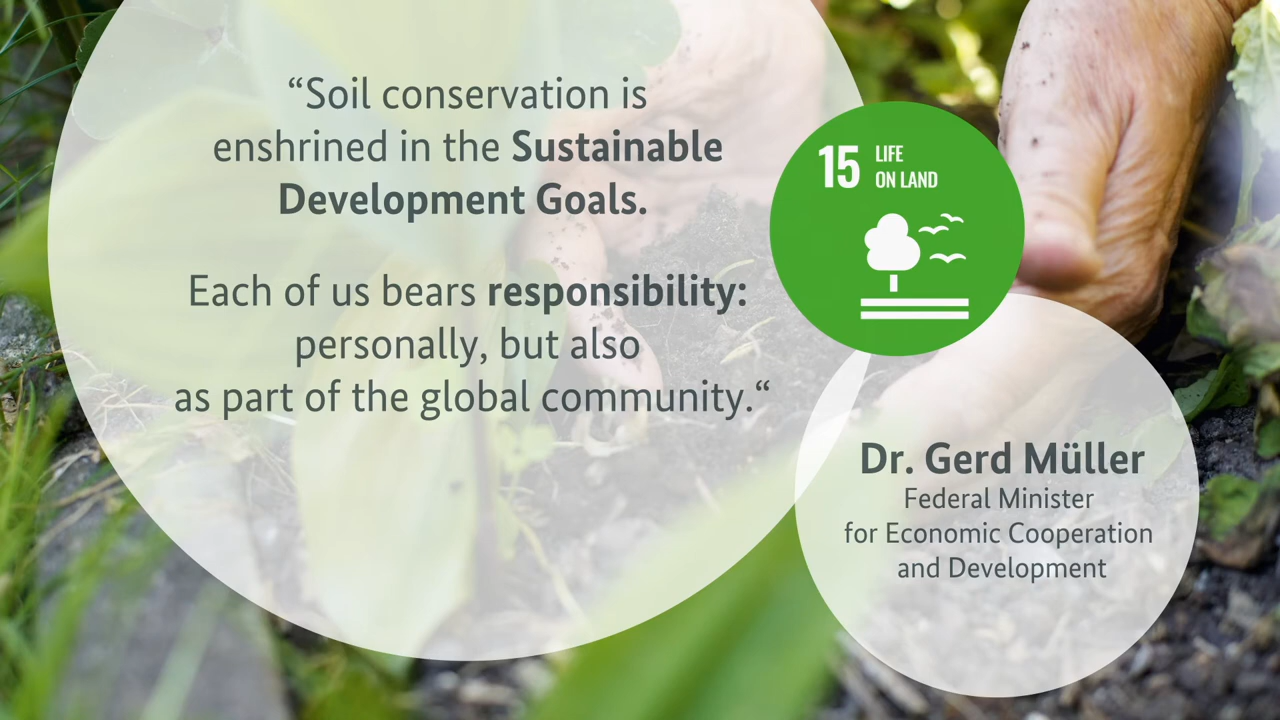 “Soil conservation is
enshrined in the Sustainable
Development Goals.
Each of us bears responsibility:
personally, but also
as part of the global community.“
15 LIFE
ON LAND
Dr. Gerd Müller
Federal Minister
for Economic Cooperation
and Development